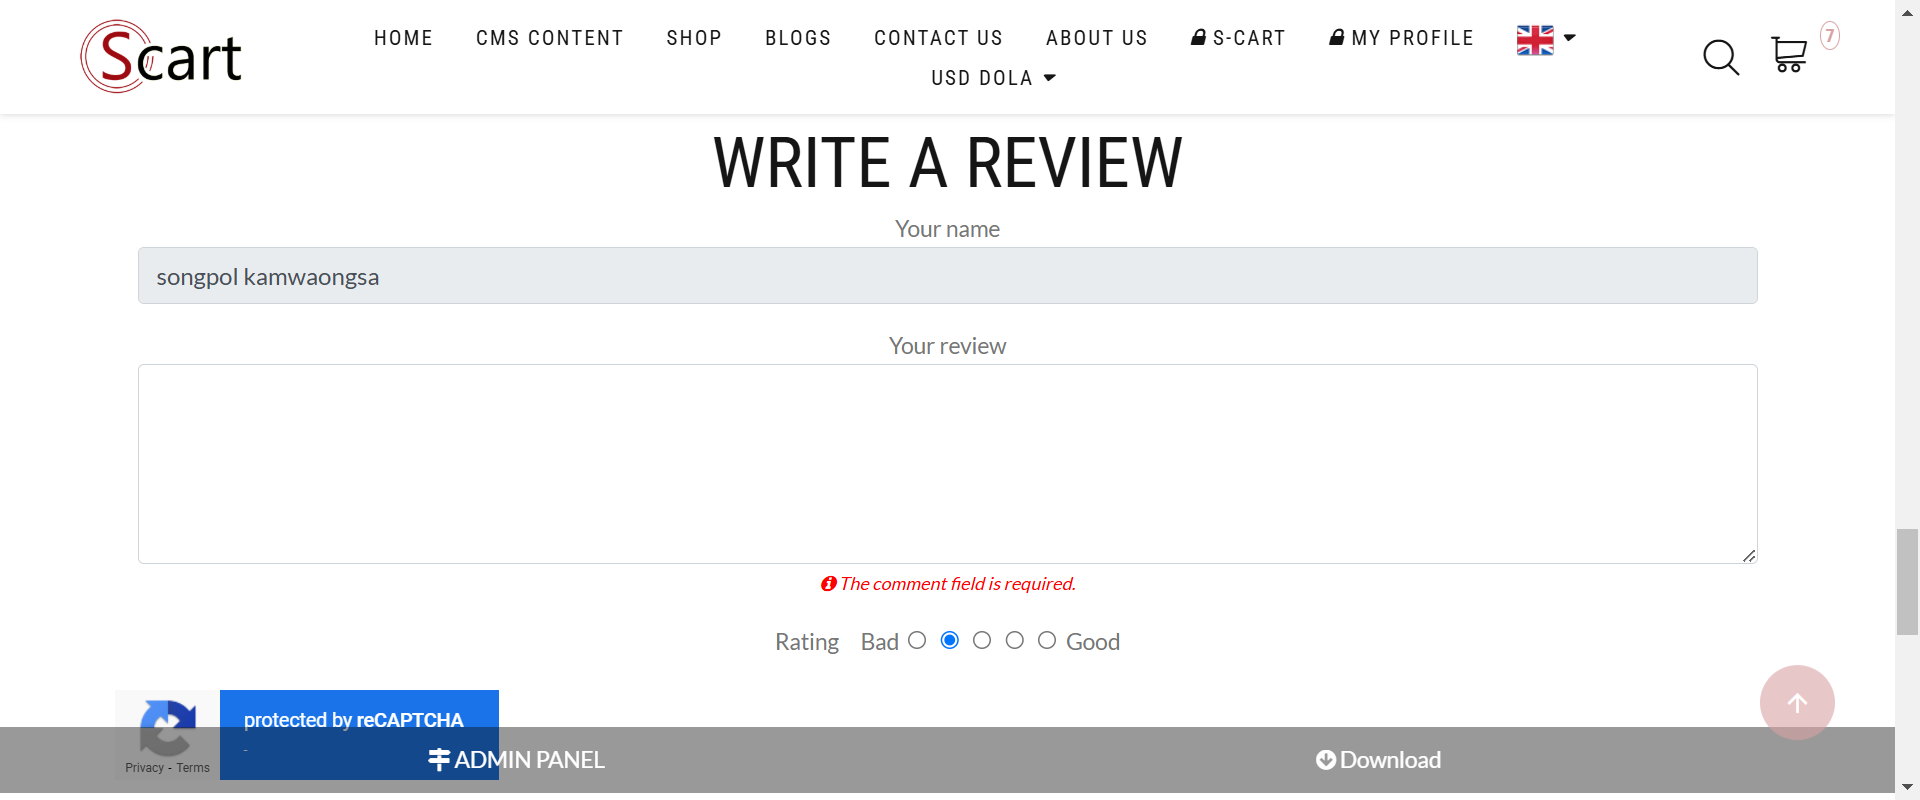 Scart
HOME CMS CONTENT SHOP BLOGS CONTACT US ABOUT US S-CART MY PROFILE
USD DOLA
7
WRITE A REVIEW
Your name
songpol kamwaongsa
Your review
The comment field is required.
Rating Bad Good
protected by reCAPTCHA
Privacy - Terms
ADMIN PANEL
Download